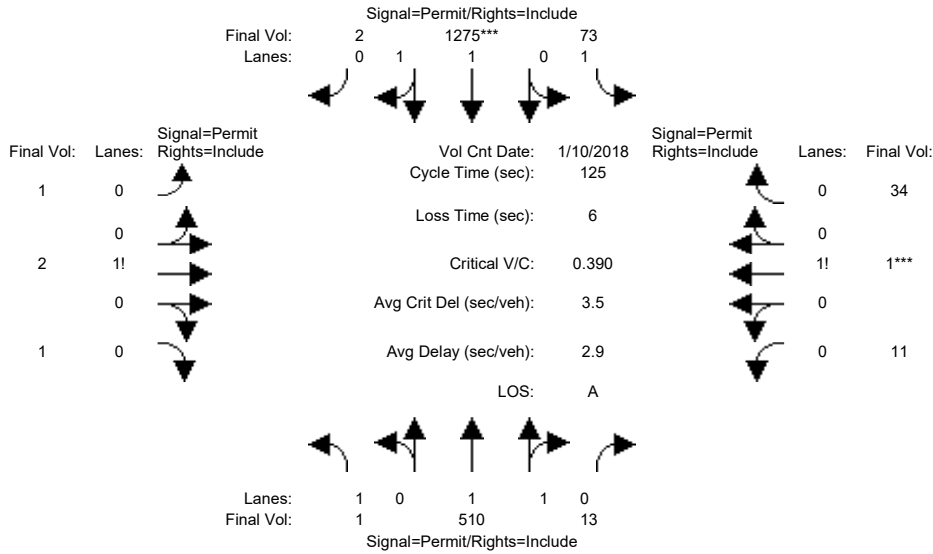 Signal=Permit/Rights=Include
Final Vol: 2 1275*** 73
Lanes: 0 1 1 0 1
Signal=Permit Signal=Permit
Final Vol: Lanes: Rights=Include Vol Cnt Date: 1/10/2018 Rights=Include Lanes: Final Vol:
Cycle Time (sec): 125
1 0 0 34
Loss Time (sec): 6
0 0
2 1! Critical V/C: 0.390 1! 1***
0 Avg Crit Del (sec/veh): 3.5 0
1 0 Avg Delay (sec/veh): 2.9 0 11
LOS: A
Lanes: 1 0 1 1 0
Final Vol: 1 510 13
Signal=Permit/Rights=Include